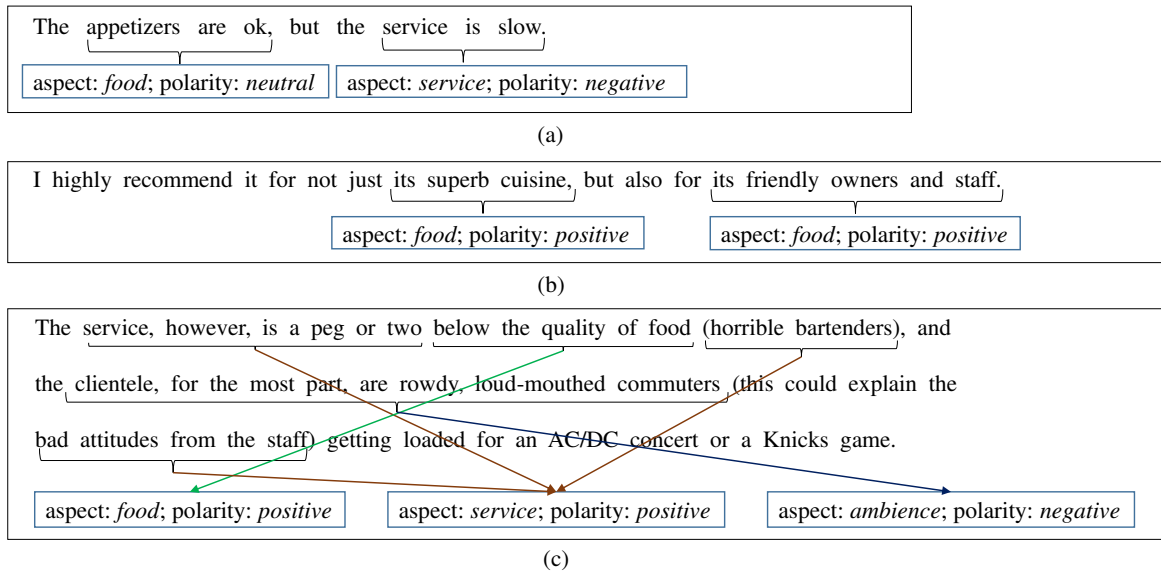 The appetizers are ok, but the service is slow.
aspect: food; polarity: neutral aspect: service; polarity: negative
(a)
I highly recommend it for not just its superb cuisine, but also for its friendly owners and staff.
aspect: food; polarity: positive aspect: food; polarity: positive
(b)
The service, however, is a peg or two below the quality of food (horrible bartenders), and
the clientele, for the most part, are rowdy, loud-mouthed commuters (this could explain the
bad attitudes from the staff) getting loaded for an AC/DC concert or a Knicks game.
aspect: food; polarity: positive aspect: service; polarity: positive aspect: ambience; polarity: negative
(c)